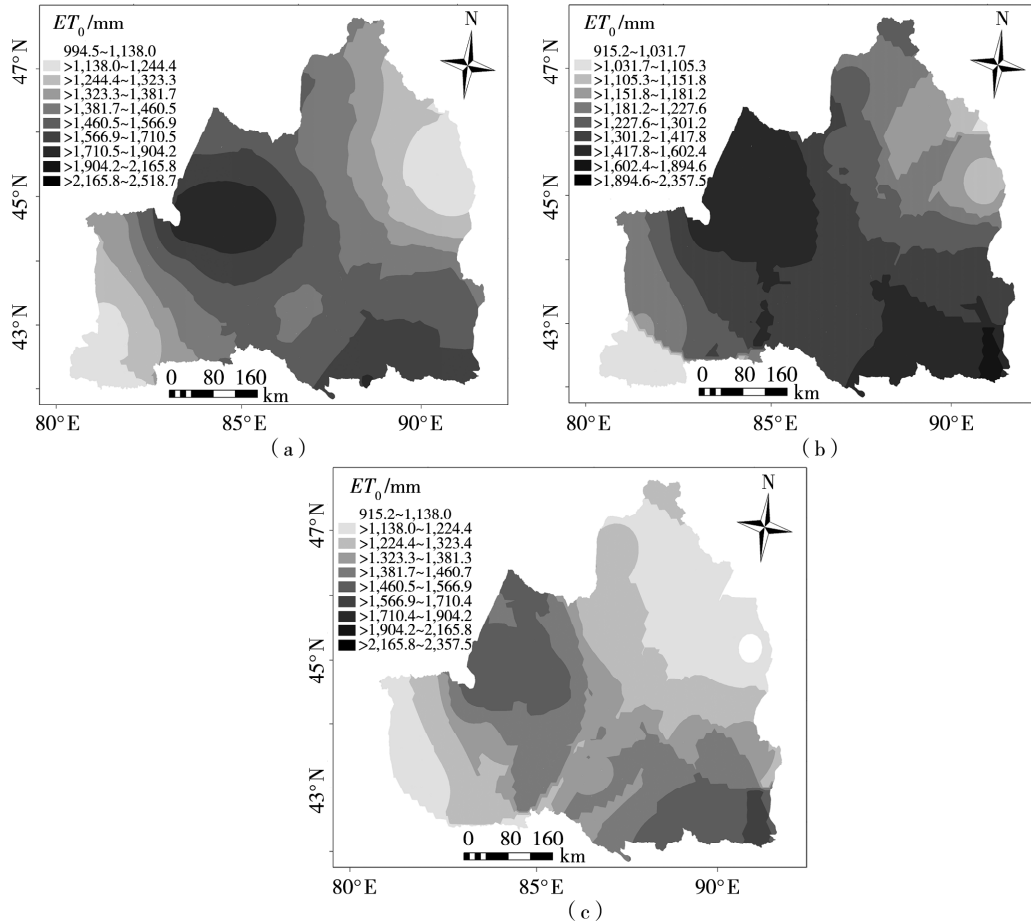 ET0/mm
994.5~1,138.0
>1,138.0~1,244.4
>1,244.4~1,323.3
>1,323.3~1,381.7
>1,381.7~1,460.5
>1,460.5~1,566.9
>1,566.9~1,710.5
>1,710.5~1,904.2
>1,904.2~2,165.8
>2,165.8~2,518.7
N
47°N
45°N
43°N
0 80 160
km
80°E 85°E 90°E
(a)
ET0/mm
915.2~1,031.7
>1,031.7~1,105.3
>1,105.3~1,151.8
>1,151.8~1,181.2
>1,181.2~1,227.6
>1,227.6~1,301.2
>1,301.2~1,417.8
>1,417.8~1,602.4
>1,602.4~1,894.6
>1,894.6~2,357.5
N
47°N
45°N
43°N
0 80 160
km
80°E 85°E 90°E
(b)
ET0/mm
915.2~1,138.0
>1,138.0~1,224.4
>1,224.4~1,323.4
>1.323.3~1,381.3
>1,381.7~1,460.7
>1,460.5~1,566.9
>1,566.9~1,710.4
>1,710.4~1,904.2
>1,904.2~2,165.8
>2,165.8~2,357.5
N
47°N
45°N
43°N
0 80 160
km
80°E 85°E 90°E
(c)